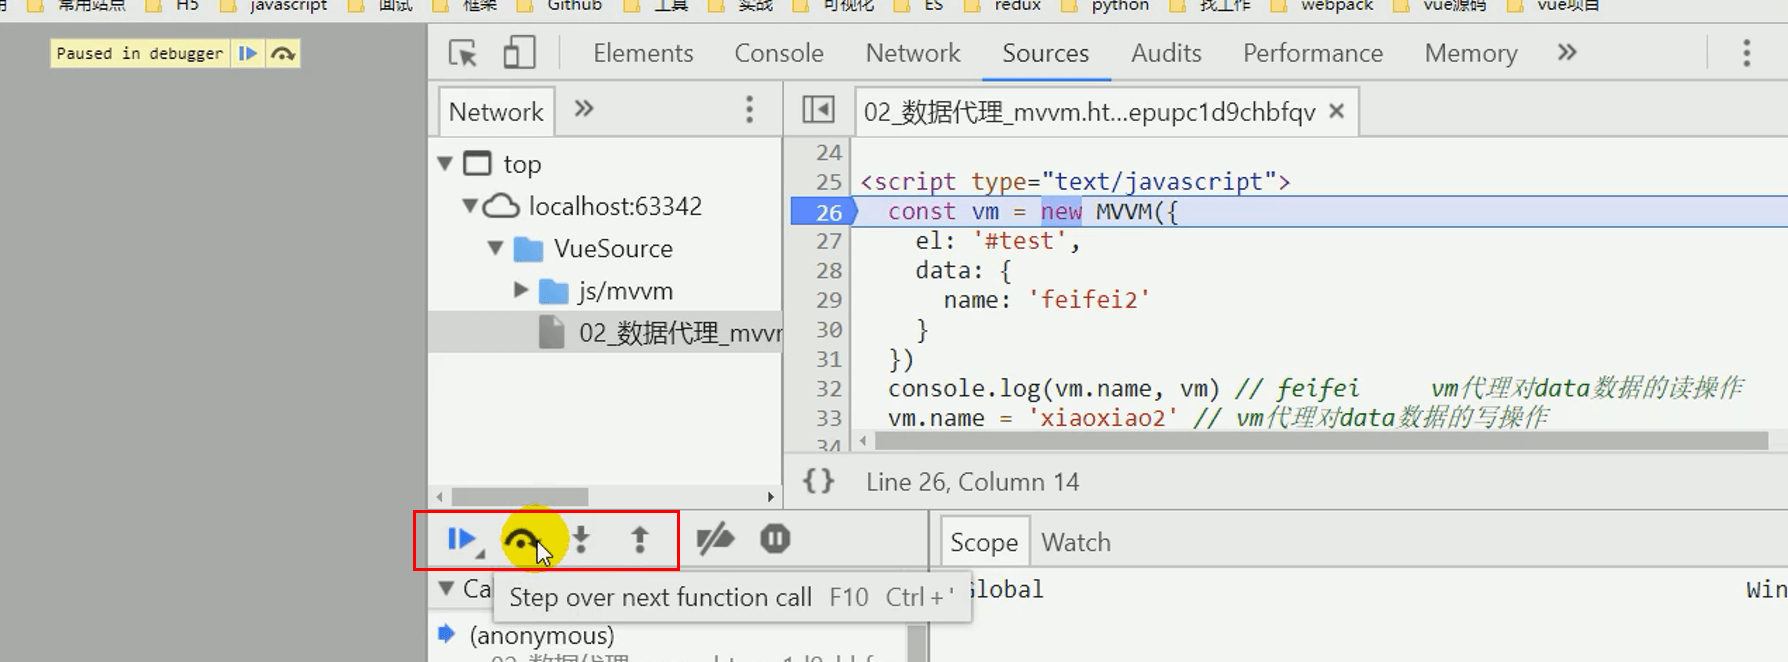 常用站点 H5 javascript 面试 框架 Github 工具 实战 可视化 ES redux python 找工作 webpack vue源码 vue项目
Paused in debugger
Elements Console Network Sources Audits Performance Memory »
Network »
02_数据代理_mvvm.ht...epupc1d9chbfqv ×
top
localhost:63342
VueSource
js/mvvm
02_数据代理_mvvm
24
25 <script type="text/javascript">
26 const vm = new MVVM({
27 el: '#test',
28 data: {
29 name: 'feifei2'
30 }
31 })
32 console.log(vm.name, vm) // feifei vm代理对data数据的读操作
33 vm.name = 'xiaoxiao2' // vm代理对data数据的写操作
34
{} Line 26, Column 14
Scope Watch
Step over next function call F10 Ctrl + '
Global Win
(anonymous)